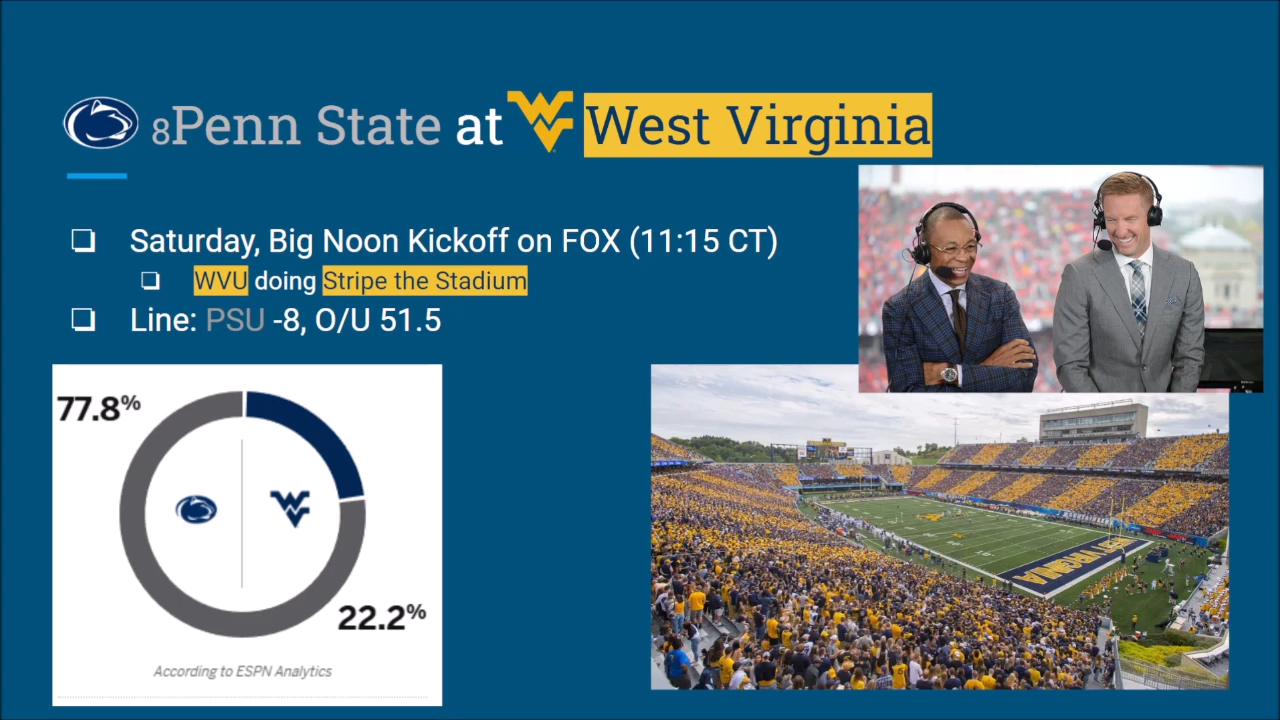 8Penn State at West Virginia
Saturday, Big Noon Kickoff on FOX (11:15 CT)
WVU doing Stripe the Stadium
Line: PSU -8, O/U 51.5
77.8%
22.2%
According to ESPN Analytics
WEST VIRGINIA